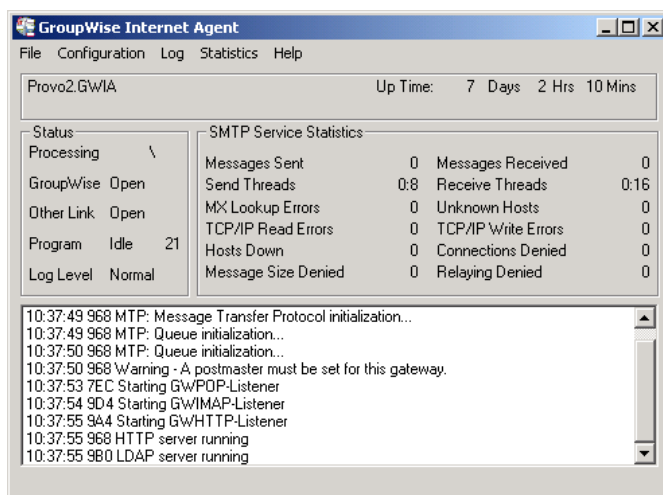 GroupWise Internet Agent
File Configuration Log Statistics Help
Provo2.GWIA Up Time: 7 Days 2 Hrs 10 Mins
Status
Processing \
GroupWise Open
Other Link Open
Program Idle 21
Log Level Normal
SMTP Service Statistics
Messages Sent 0 Messages Received 0
Send Threads 0:8 Receive Threads 0:16
MX Lookup Errors 0 Unknown Hosts 0
TCP/IP Read Errors 0 TCP/IP Write Errors 0
Hosts Down 0 Connections Denied 0
Message Size Denied 0 Relaying Denied 0
10:37:49 968 MTP: Message Transfer Protocol initialization...
10:37:49 968 MTP: Queue initialization...
10:37:50 968 MTP: Queue initialization...
10:37:50 968 Warning - A postmaster must be set for this gateway.
10:37:53 7EC Starting GWPOP-Listener
10:37:54 9D4 Starting GWIMAP-Listener
10:37:55 9A4 Starting GWHTTP-Listener
10:37:55 968 HTTP server running
10:37:55 9B0 LDAP server running